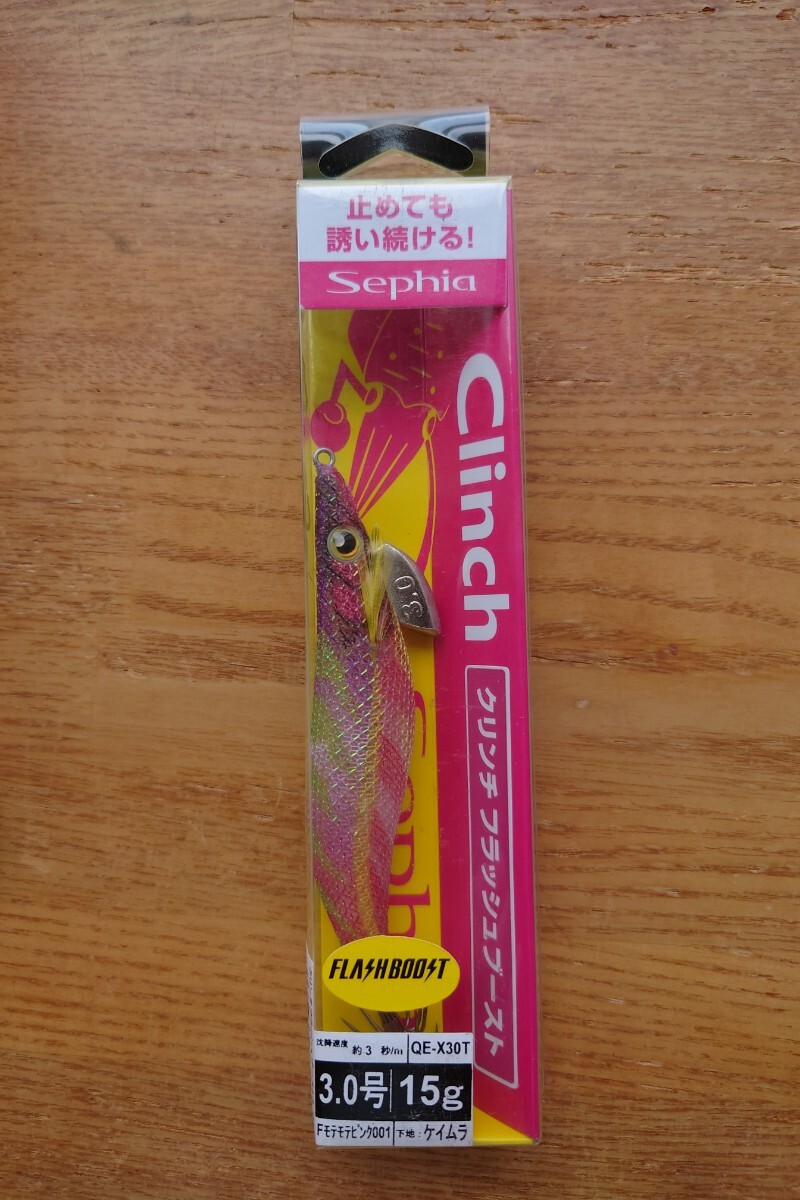 止めても
誘い続ける!
Sephia
Clinch
クリンチ フラッシュブースト
3.0
Seph
FLASHBOOST
沈降速度 約3 秒/m QE-X30T
3.0号 15g
Fモテモテピンク001 下地:ケイムラ